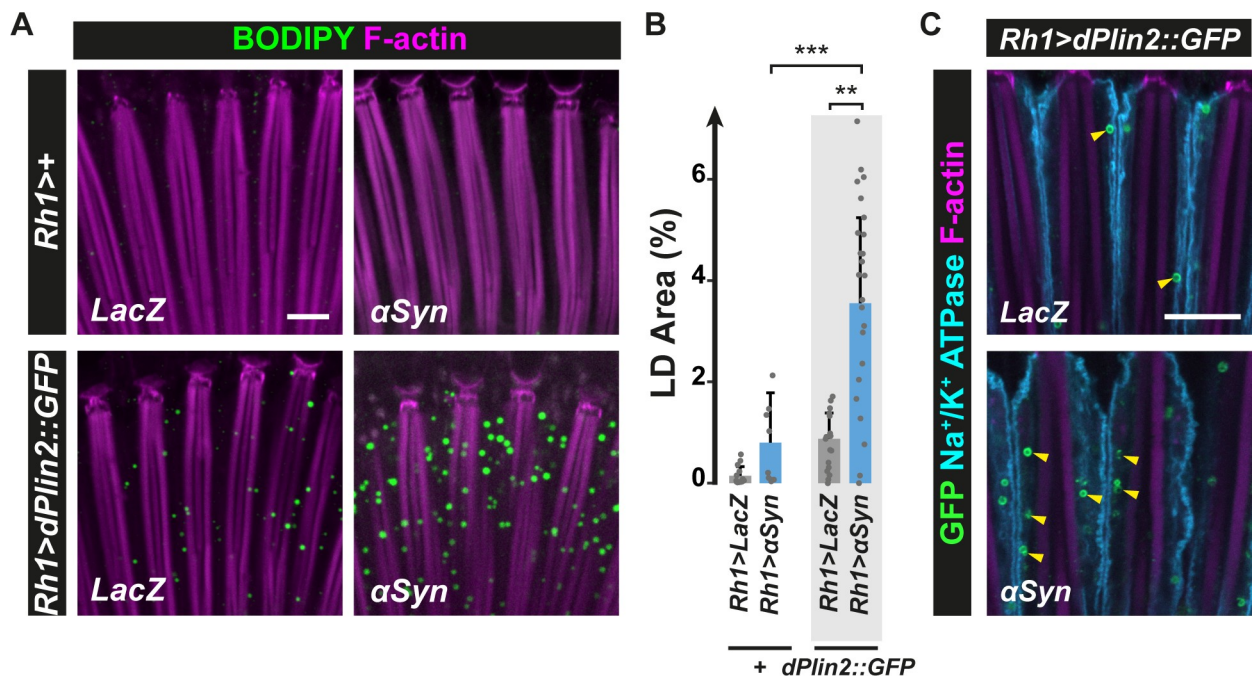 A
BODIPY F-actin
Rh1>+
LacZ
αSyn
Rh1>dPlin2::GFP
LacZ
αSyn
B
***
**
LD Area (%)
6
4
2
0
Rh1>LacZ
Rh1>αSyn
Rh1>LacZ
Rh1>αSyn
+
dPlin2::GFP
C
Rh1>dPlin2::GFP
GFP Na⁺/K⁺ ATPase F-actin
LacZ
αSyn